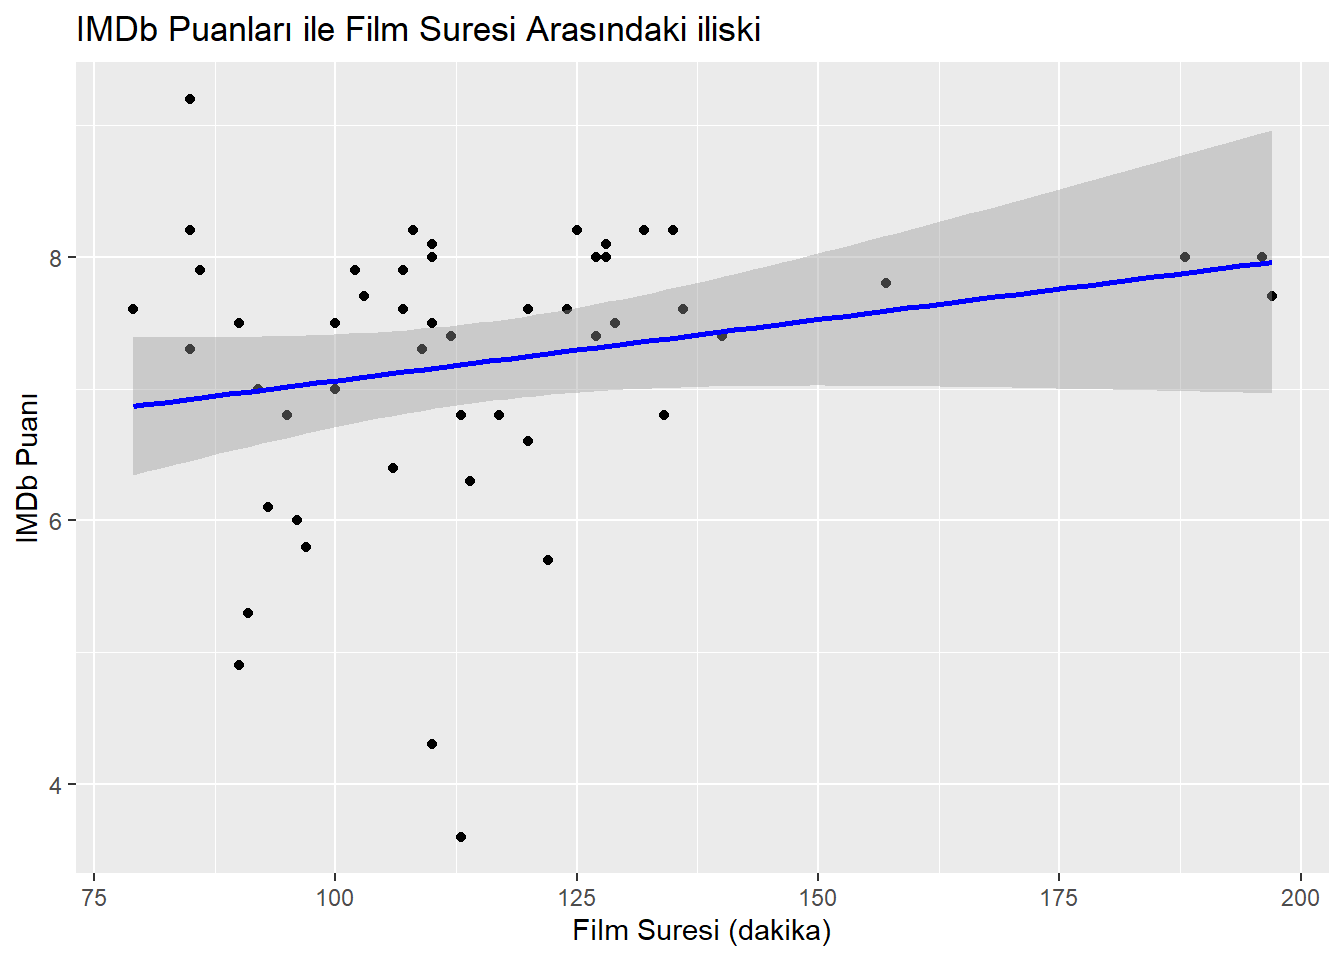 IMDb Puanları ile Film Suresi Arasındaki iliski
IMDb Puanı
8
6
4
75 100 125 150 175 200
Film Suresi (dakika)